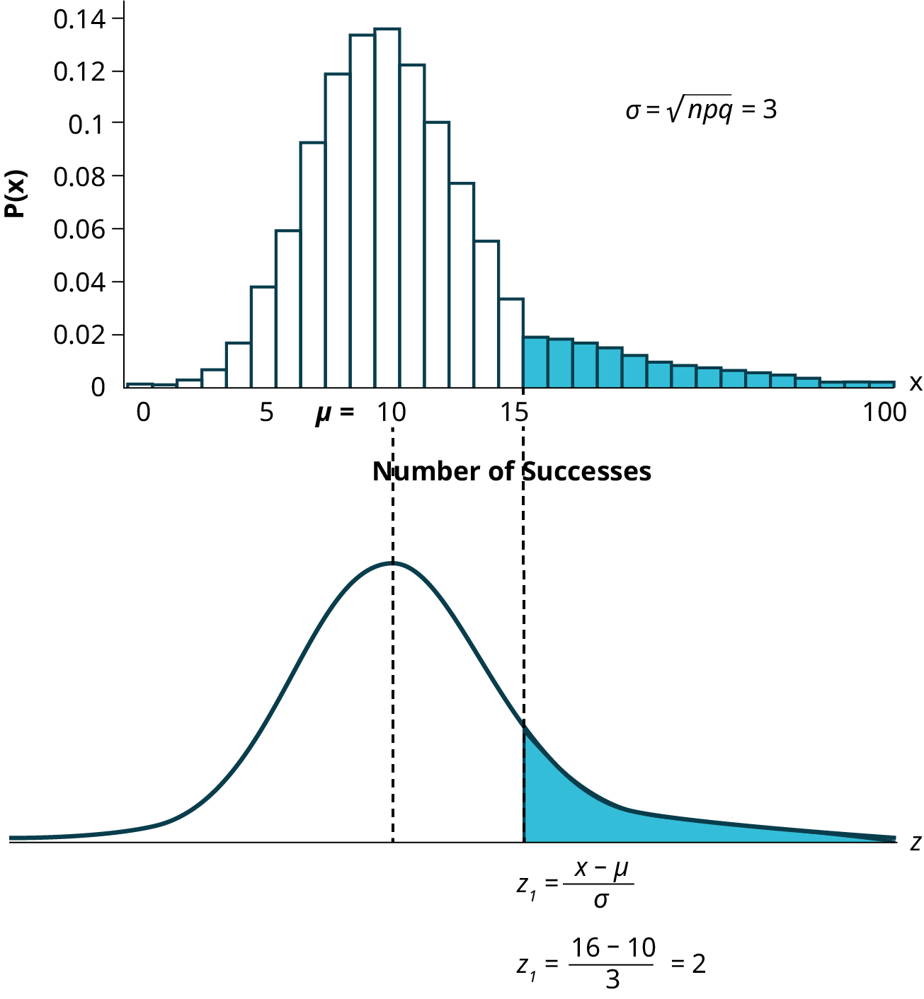 0.14
0.12
σ = √npq = 3
0.1
0.08
P(x)
0.06
0.04
0.02
0
x
0 5 μ = 10 15 100
Number of Successes
z
z₁ = x − μ / σ
z₁ = 16 − 10 / 3 = 2